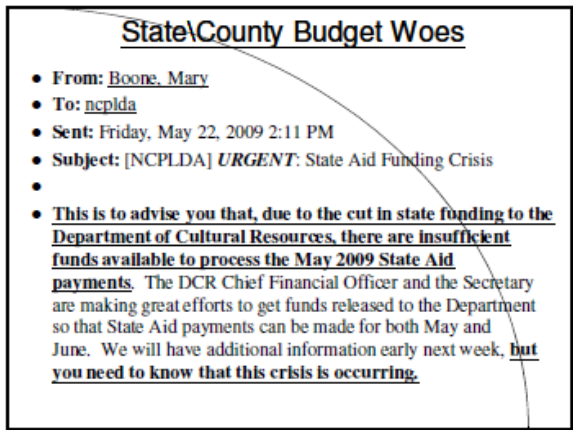 State\County Budget Woes
● From: Boone, Mary
● To: ncplda
● Sent: Friday, May 22, 2009 2:11 PM
● Subject: [NCPLDA] URGENT: State Aid Funding Crisis
●
● This is to advise you that, due to the cut in state funding to the
Department of Cultural Resources, there are insufficient
funds available to process the May 2009 State Aid
payments. The DCR Chief Financial Officer and the Secretary
are making great efforts to get funds released to the Department
so that State Aid payments can be made for both May and
June. We will have additional information early next week, but
you need to know that this crisis is occurring.